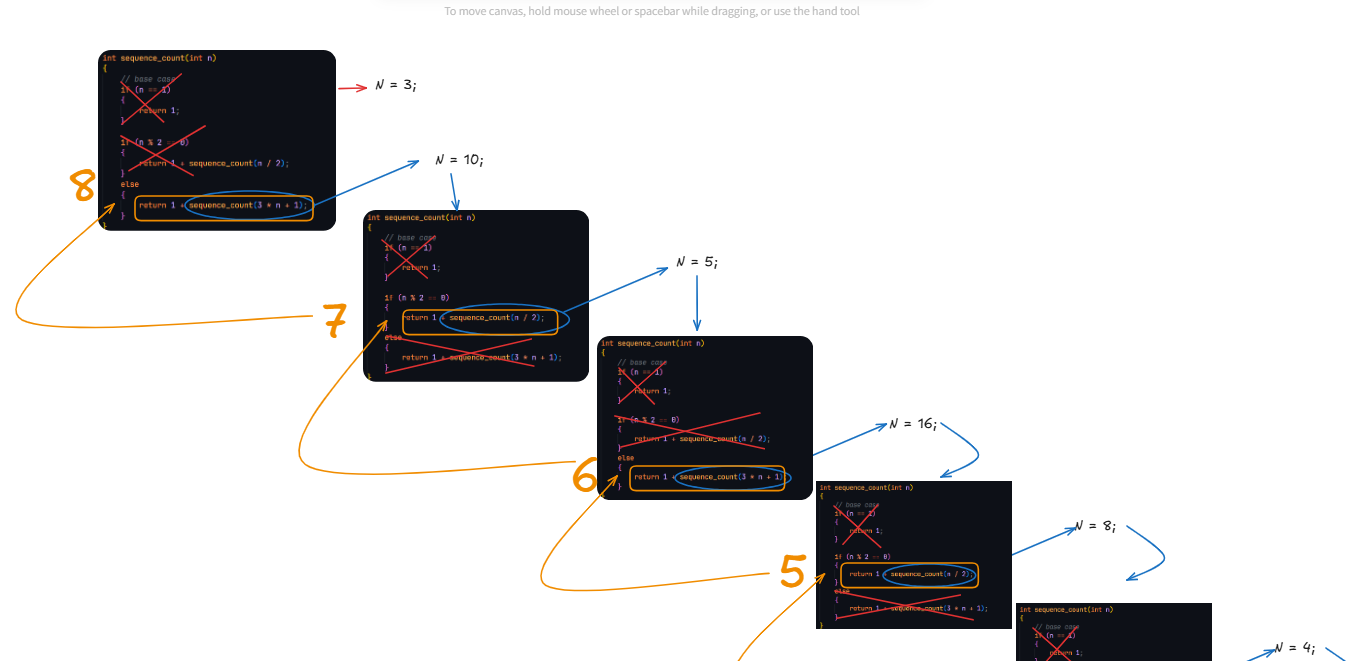 To move canvas, hold mouse wheel or spacebar while dragging, or use the hand tool
int sequence_count(int n)
{
// base case
if (n == 1)
{
return 1;
}
if (n % 2 == 0)
{
return 1 + sequence_count(n / 2);
}
else
{
return 1 + sequence_count(3 * n + 1);
}
}
N = 3;
8
N = 10;
int sequence_count(int n)
{
// base case
if (n == 1)
{
return 1;
}
if (n % 2 == 0)
{
return 1 + sequence_count(n / 2);
}
else
{
return 1 + sequence_count(3 * n + 1);
}
}
7
N = 5;
int sequence_count(int n)
{
// base case
if (n == 1)
{
return 1;
}
if (n % 2 == 0)
{
return 1 + sequence_count(n / 2);
}
else
{
return 1 + sequence_count(3 * n + 1)
}
6
N = 16;
int sequence_count(int n)
{
// base case
if (n == 1)
{
return 1;
}
if (n % 2 == 0)
{
return 1 + sequence_count(n / 2);
}
else
{
return 1 + sequence_count(3 * n + 1);
}
}
5
N = 8;
int sequence_count(int n)
{
// base case
if (n == 1)
{
return 1;
N = 4;